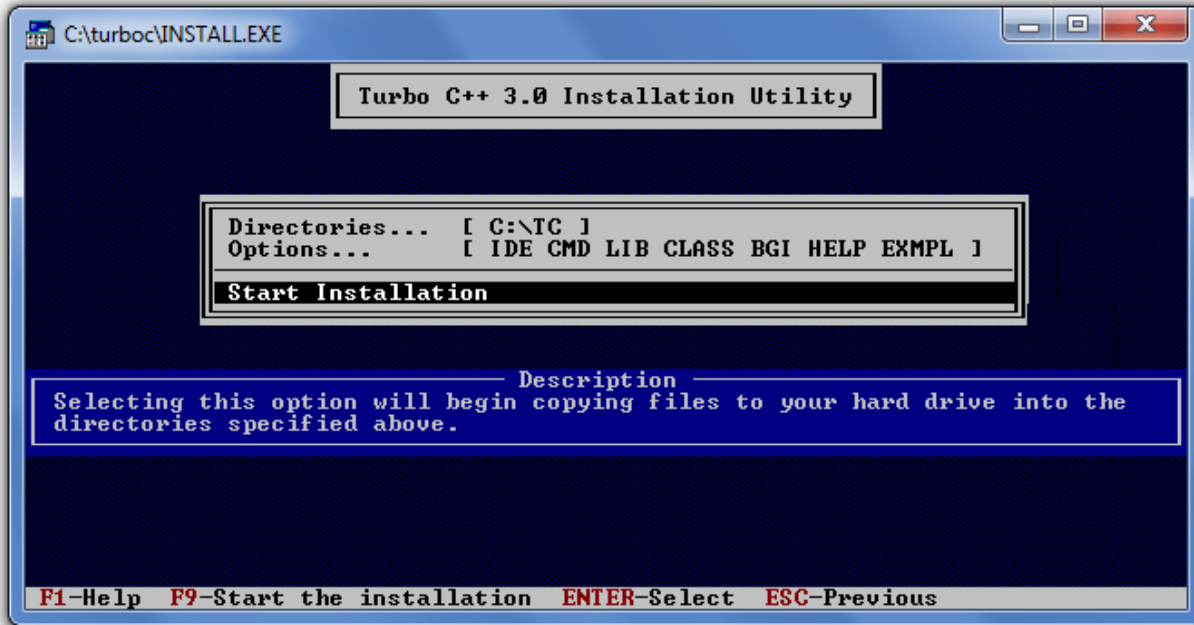 C:\turboc\INSTALL.EXE
Turbo C++ 3.0 Installation Utility
Directories... [ C:\TC ]
Options... [ IDE CMD LIB CLASS BGI HELP EXMPL ]
Start Installation
Description
Selecting this option will begin copying files to your hard drive into the
directories specified above.
F1-Help F9-Start the installation ENTER-Select ESC-Previous